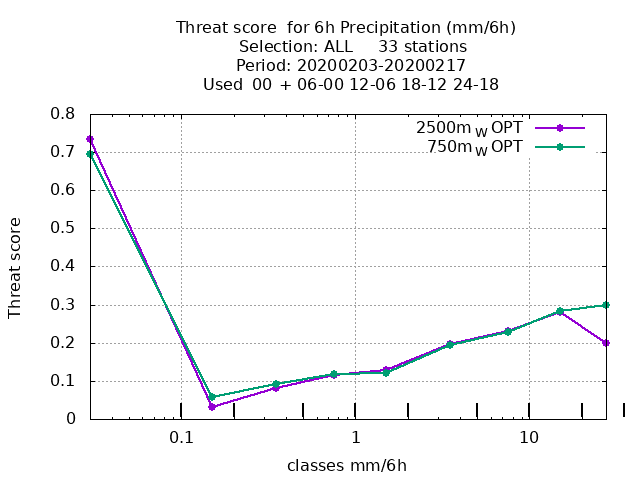 Threat score  for 6h Precipitation (mm/6h)
Selection: ALL     33 stations
Period: 20200203-20200217
Used  00  + 06-00 12-06 18-12 24-18
2500m W OPT
750m W OPT
0.8
0.7
0.6
0.5
0.4
0.3
0.2
0.1
0
Threat score
0.1 1 10
classes mm/6h